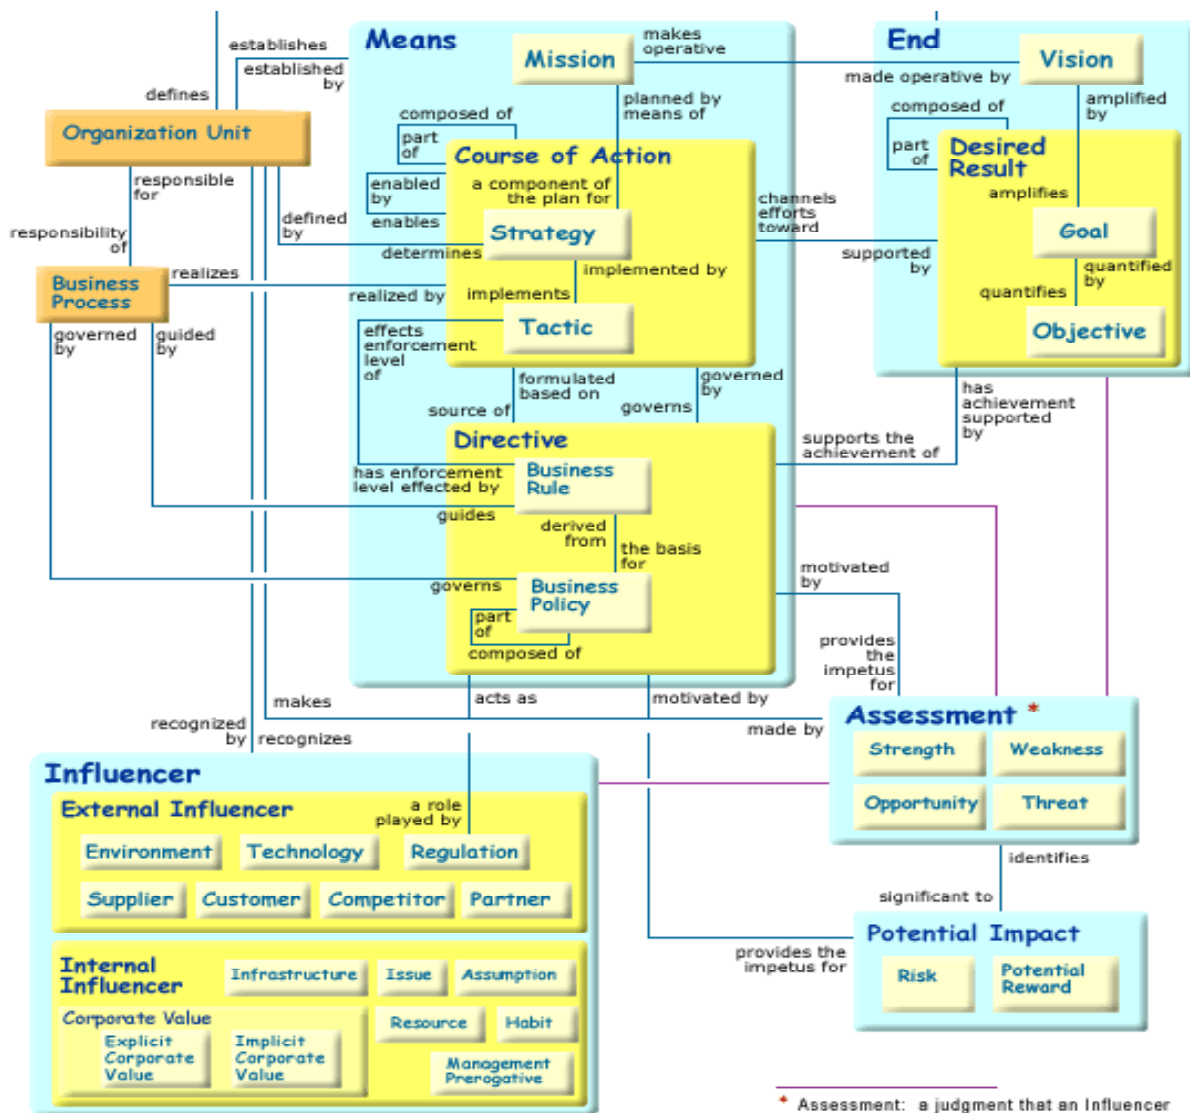 Means
Mission
makes
operative
End
made operative by
Vision
establishes
established
by
defines
Organization Unit
composed of
part
of
planned by
means of
composed of
part
of
amplified
by
Course of Action
Desired
Result
responsible
for
enabled
by
enables
a component of
the plan for
channels
efforts
toward
amplifies
defined
by
determines
Strategy
supported
by
Goal
responsibility
of
realizes
realized by
implemented by
implements
quantified
by
quantifies
Business
Process
Tactic
Objective
governed
by
guided
by
effects
enforcement
level
of
formulated
based on
source of
governed
by
governs
has
achievement
supported
by
Directive
supports the
achievement of
has enforcement
level effected by
Business
Rule
guides
derived
from
the basis
for
motivated
by
governs
Business
Policy
part
of
composed of
provides
the
impetus
for
acts as
motivated by
makes
made by
recognized
by
recognizes
Assessment *
Strength
Weakness
Opportunity
Threat
Influencer
External Influencer
a role
played by
Environment
Technology
Regulation
Supplier
Customer
Competitor
Partner
identifies
significant to
Potential Impact
provides the
impetus for
Risk
Potential
Reward
Internal
Influencer
Infrastructure
Issue
Assumption
Corporate Value
Explicit
Corporate
Value
Implicit
Corporate
Value
Resource
Habit
Management
Prerogative
* Assessment: a judgment that an Influencer